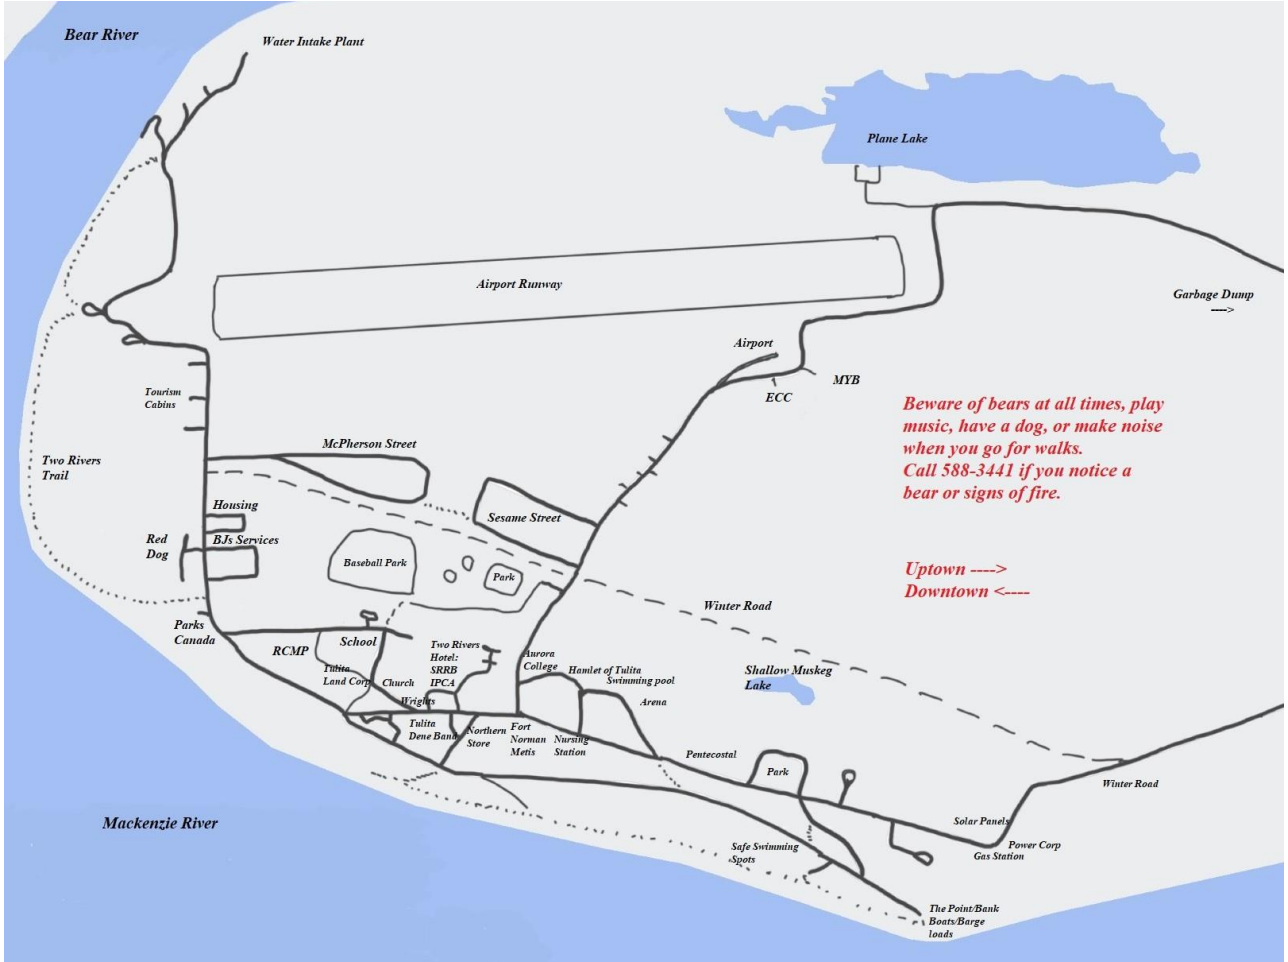 Bear River
Water Intake Plant
Plane Lake
Airport Runway
Garbage Dump
---->
Airport
MYB
ECC
Tourism
Cabins
Beware of bears at all times, play
music, have a dog, or make noise
when you go for walks.
Call 588-3441 if you notice a
bear or signs of fire.
McPherson Street
Two Rivers
Trail
Housing
Sesame Street
Red
Dog
BJs Services
Baseball Park
Park
Uptown ---->
Downtown <----
Winter Road
Parks
Canada
RCMP
School
Two Rivers
Hotel:
SRRB
IPCA
Aurora
College
Hamlet of Tulita
Swimming pool
Arena
Shallow Muskeg
Lake
Tulita
Land Corp
Church
Wrights
Tulita
Dene Band
Northern
Store
Fort
Norman
Metis
Nursing
Station
Pentecostal
Park
Winter Road
Mackenzie River
Solar Panels
Power Corp
Gas Station
Safe Swimming
Spots
The Point/Bank
Boats/Barge
loads